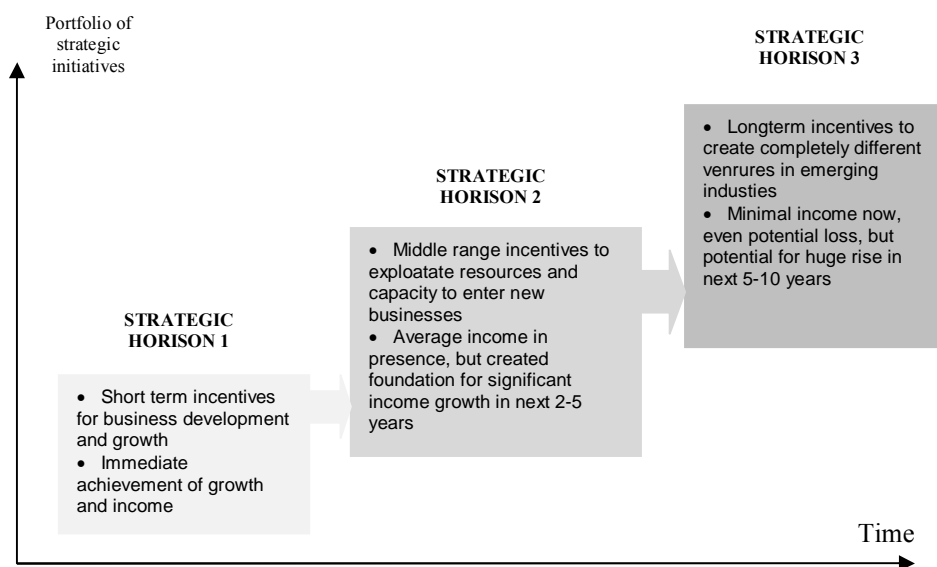 Portfolio of
strategic
initiatives
STRATEGIC
HORISON 1
• Short term incentives
for business development
and growth
• Immediate
achievement of growth
and income
STRATEGIC
HORISON 2
• Middle range incentives to
exploatate resources and
capacity to enter new
businesses
• Average income in
presence, but created
foundation for significant
income growth in next 2-5
years
STRATEGIC
HORISON 3
• Longterm incentives to
create completely different
venrures in emerging
industies
• Minimal income now,
even potential loss, but
potential for huge rise in
next 5-10 years
Time